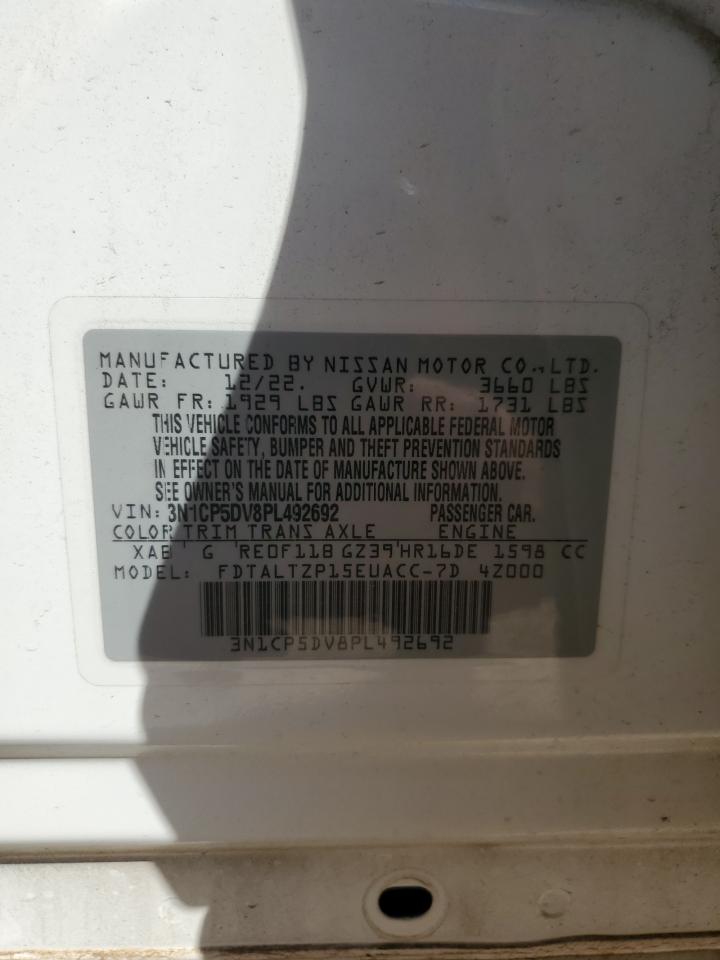 MANUFACTURED BY NISSAN MOTOR CO., LTD.
DATE: 12/22. GVWR: 3660 LBS
GAWR FR: 1929 LBS GAWR RR: 1731 LBS
THIS VEHICLE CONFORMS TO ALL APPLICABLE FEDERAL MOTOR
VEHICLE SAFETY, BUMPER AND THEFT PREVENTION STANDARDS
IN EFFECT ON THE DATE OF MANUFACTURE SHOWN ABOVE.
SEE OWNER'S MANUAL FOR ADDITIONAL INFORMATION.
VIN: 3N1CP5DV8PL492692 PASSENGER CAR.
COLOR TRIM TRANS AXLE ENGINE
XAB G RE0F11B GZ39 HR16DE 1598 CC
MODEL: FDTALTZP15EUACC-7D 4Z000
3N1CP5DV8PL492692